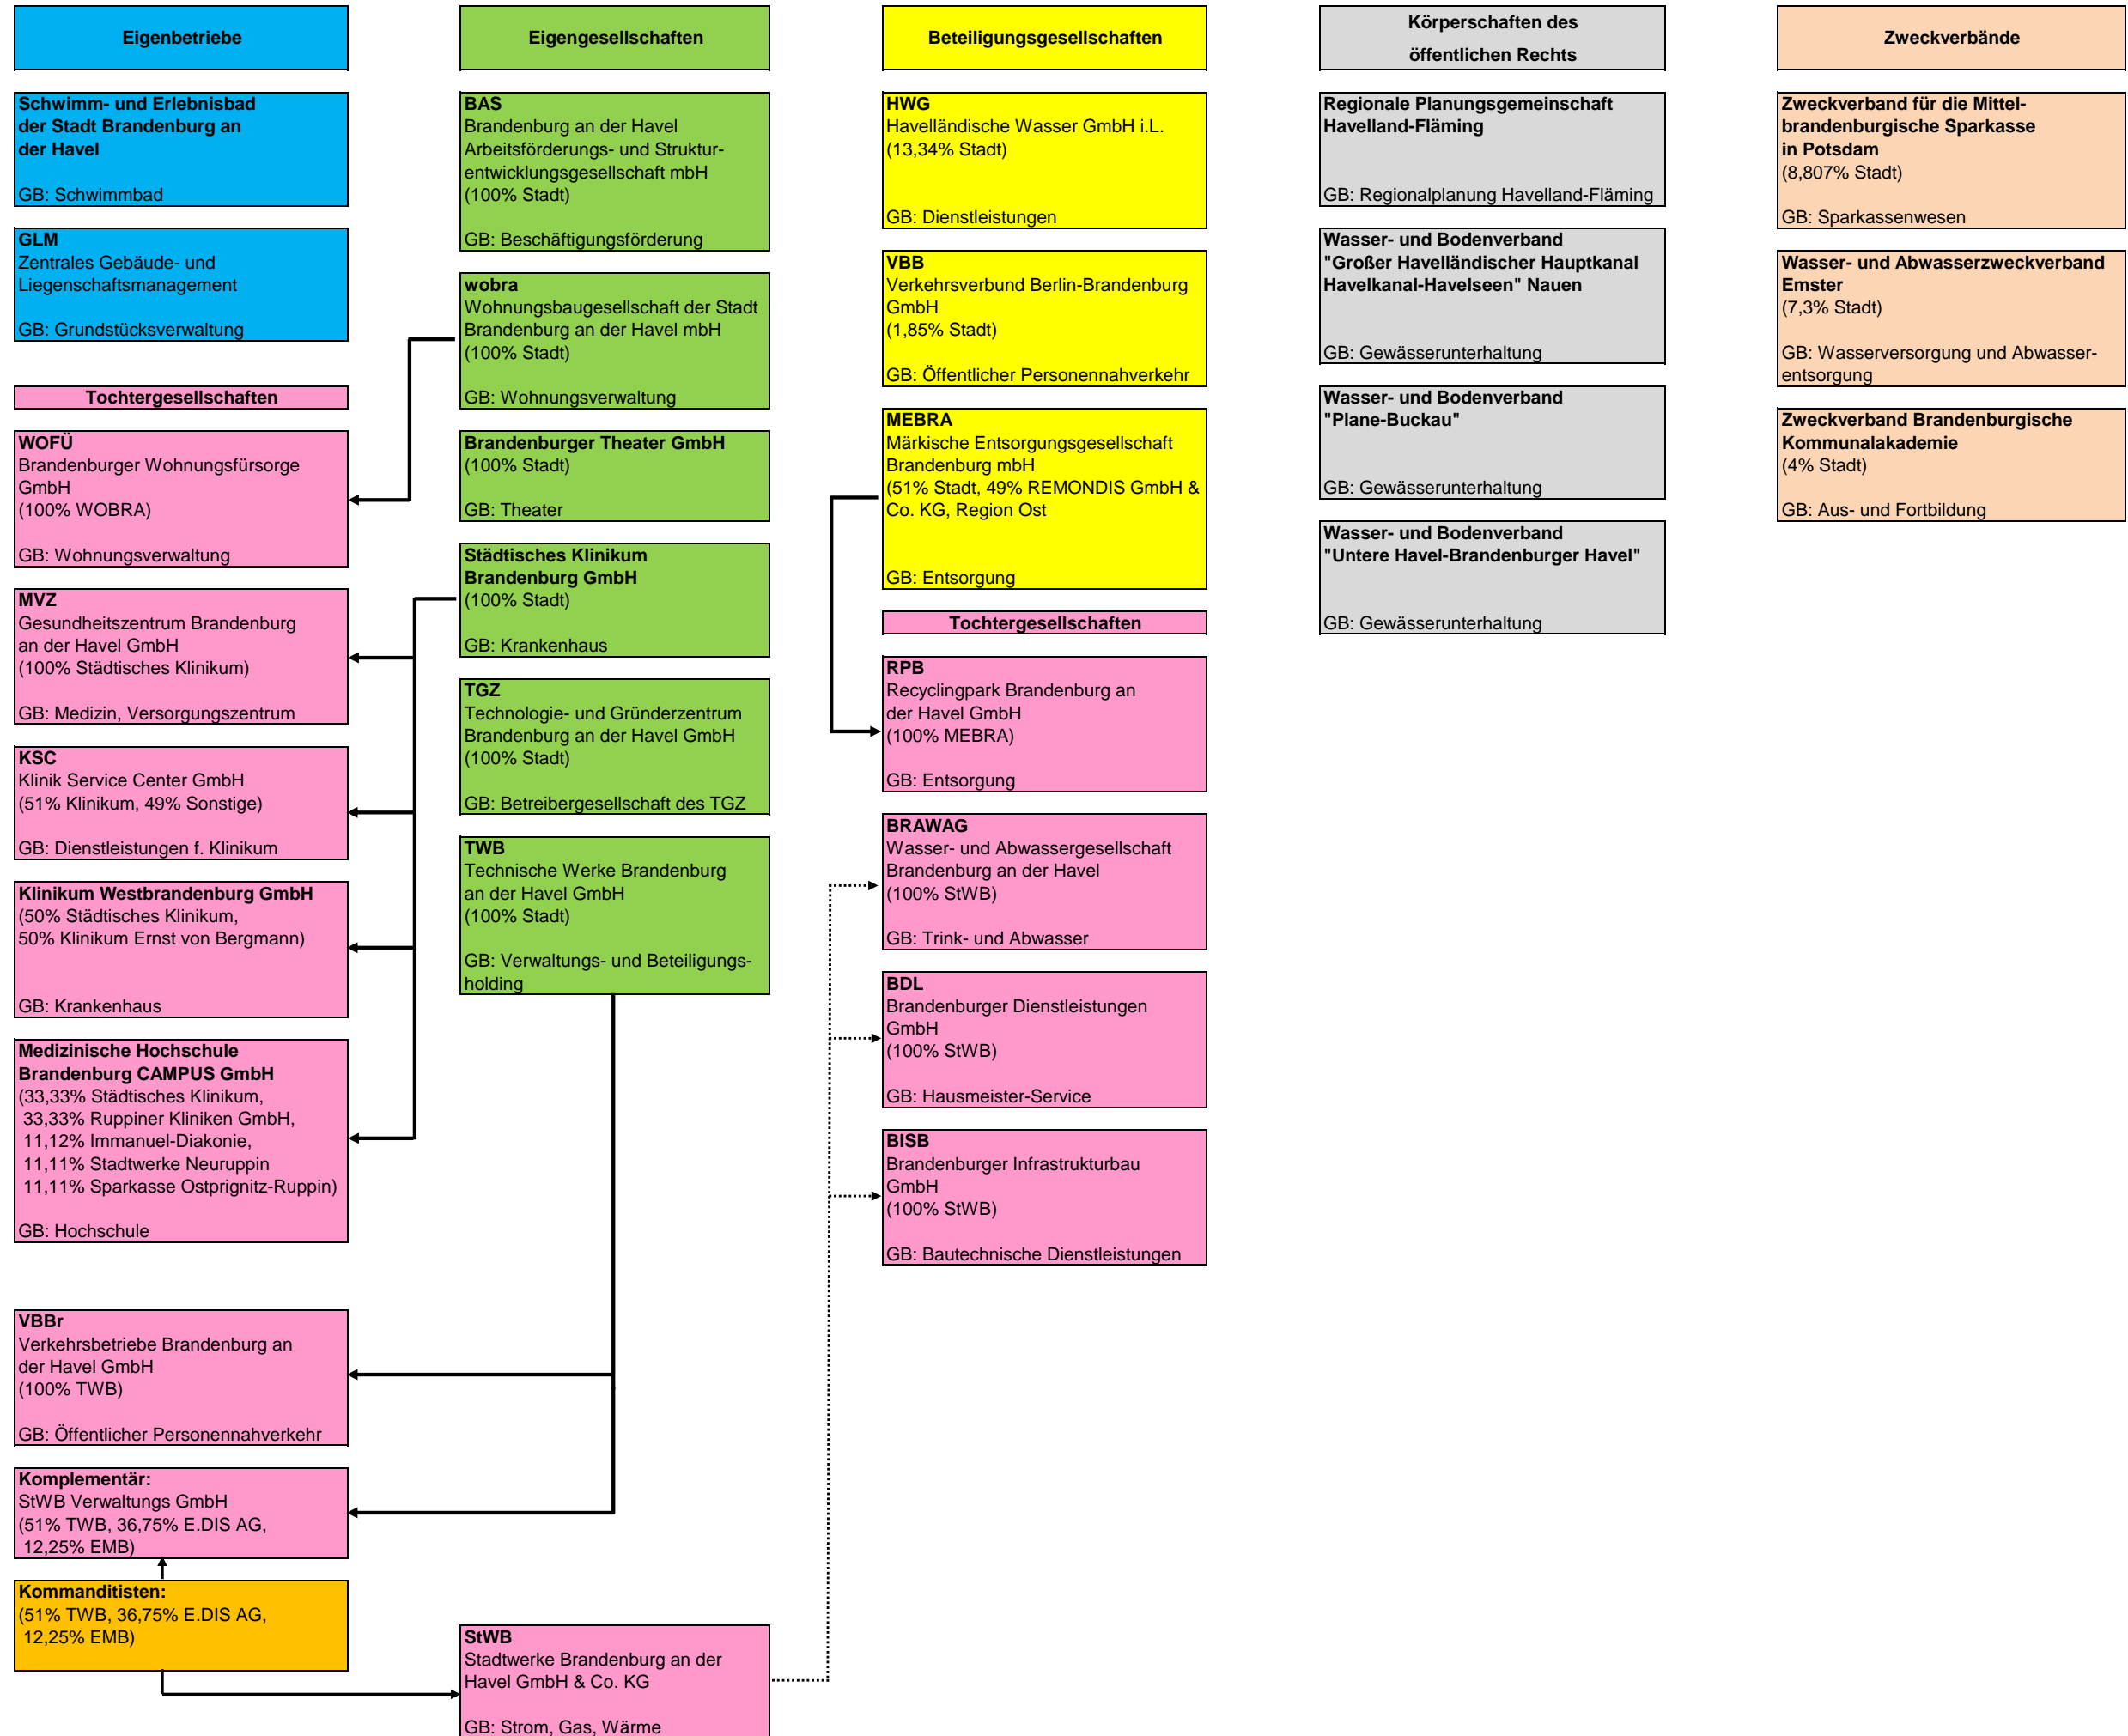 Eigenbetriebe
Schwimm- und Erlebnisbad
der Stadt Brandenburg an
der Havel
GB: Schwimmbad
GLM
Zentrales Gebäude- und
Liegenschaftsmanagement
GB: Grundstücksverwaltung
Tochtergesellschaften
WOFÜ
Brandenburger Wohnungsfürsorge
GmbH
(100% WOBRA)
GB: Wohnungsverwaltung
MVZ
Gesundheitszentrum Brandenburg
an der Havel GmbH
(100% Städtisches Klinikum)
GB: Medizin, Versorgungszentrum
KSC
Klinik Service Center GmbH
(51% Klinikum, 49% Sonstige)
GB: Dienstleistungen f. Klinikum
Klinikum Westbrandenburg GmbH
(50% Städtisches Klinikum,
50% Klinikum Ernst von Bergmann)
GB: Krankenhaus
Medizinische Hochschule
Brandenburg CAMPUS GmbH
(33,33% Städtisches Klinikum,
33,33% Ruppiner Kliniken GmbH,
11,12% Immanuel-Diakonie,
11,11% Stadtwerke Neuruppin
11,11% Sparkasse Ostprignitz-Ruppin)
GB: Hochschule
VBBr
Verkehrsbetriebe Brandenburg an
der Havel GmbH
(100% TWB)
GB: Öffentlicher Personennahverkehr
Komplementär:
StWB Verwaltungs GmbH
(51% TWB, 36,75% E.DIS AG,
12,25% EMB)
Kommanditisten:
(51% TWB, 36,75% E.DIS AG,
12,25% EMB)
Eigengesellschaften
BAS
Brandenburg an der Havel
Arbeitsförderungs- und Struktur-
entwicklungsgesellschaft mbH
(100% Stadt)
GB: Beschäftigungsförderung
wobra
Wohnungsbaugesellschaft der Stadt
Brandenburg an der Havel mbH
(100% Stadt)
GB: Wohnungsverwaltung
Brandenburger Theater GmbH
(100% Stadt)
GB: Theater
Städtisches Klinikum
Brandenburg GmbH
(100% Stadt)
GB: Krankenhaus
TGZ
Technologie- und Gründerzentrum
Brandenburg an der Havel GmbH
(100% Stadt)
GB: Betreibergesellschaft des TGZ
TWB
Technische Werke Brandenburg
an der Havel GmbH
(100% Stadt)
GB: Verwaltungs- und Beteiligungs-
holding
StWB
Stadtwerke Brandenburg an der
Havel GmbH & Co. KG
GB: Strom, Gas, Wärme
Beteiligungsgesellschaften
HWG
Havelländische Wasser GmbH i.L.
(13,34% Stadt)
GB: Dienstleistungen
VBB
Verkehrsverbund Berlin-Brandenburg
GmbH
(1,85% Stadt)
GB: Öffentlicher Personennahverkehr
MEBRA
Märkische Entsorgungsgesellschaft
Brandenburg mbH
(51% Stadt, 49% REMONDIS GmbH &
Co. KG, Region Ost
GB: Entsorgung
Tochtergesellschaften
RPB
Recyclingpark Brandenburg an
der Havel GmbH
(100% MEBRA)
GB: Entsorgung
BRAWAG
Wasser- und Abwassergesellschaft
Brandenburg an der Havel
(100% StWB)
GB: Trink- und Abwasser
BDL
Brandenburger Dienstleistungen
GmbH
(100% StWB)
GB: Hausmeister-Service
BISB
Brandenburger Infrastrukturbau
GmbH
(100% StWB)
GB: Bautechnische Dienstleistungen
Körperschaften des
öffentlichen Rechts
Regionale Planungsgemeinschaft
Havelland-Fläming
GB: Regionalplanung Havelland-Fläming
Wasser- und Bodenverband
"Großer Havelländischer Hauptkanal
Havelkanal-Havelseen" Nauen
GB: Gewässerunterhaltung
Wasser- und Bodenverband
"Plane-Buckau"
GB: Gewässerunterhaltung
Wasser- und Bodenverband
"Untere Havel-Brandenburger Havel"
GB: Gewässerunterhaltung
Zweckverbände
Zweckverband für die Mittel-
brandenburgische Sparkasse
in Potsdam
(8,807% Stadt)
GB: Sparkassenwesen
Wasser- und Abwasserzweckverband
Emster
(7,3% Stadt)
GB: Wasserversorgung und Abwasser-
entsorgung
Zweckverband Brandenburgische
Kommunalakademie
(4% Stadt)
GB: Aus- und Fortbildung